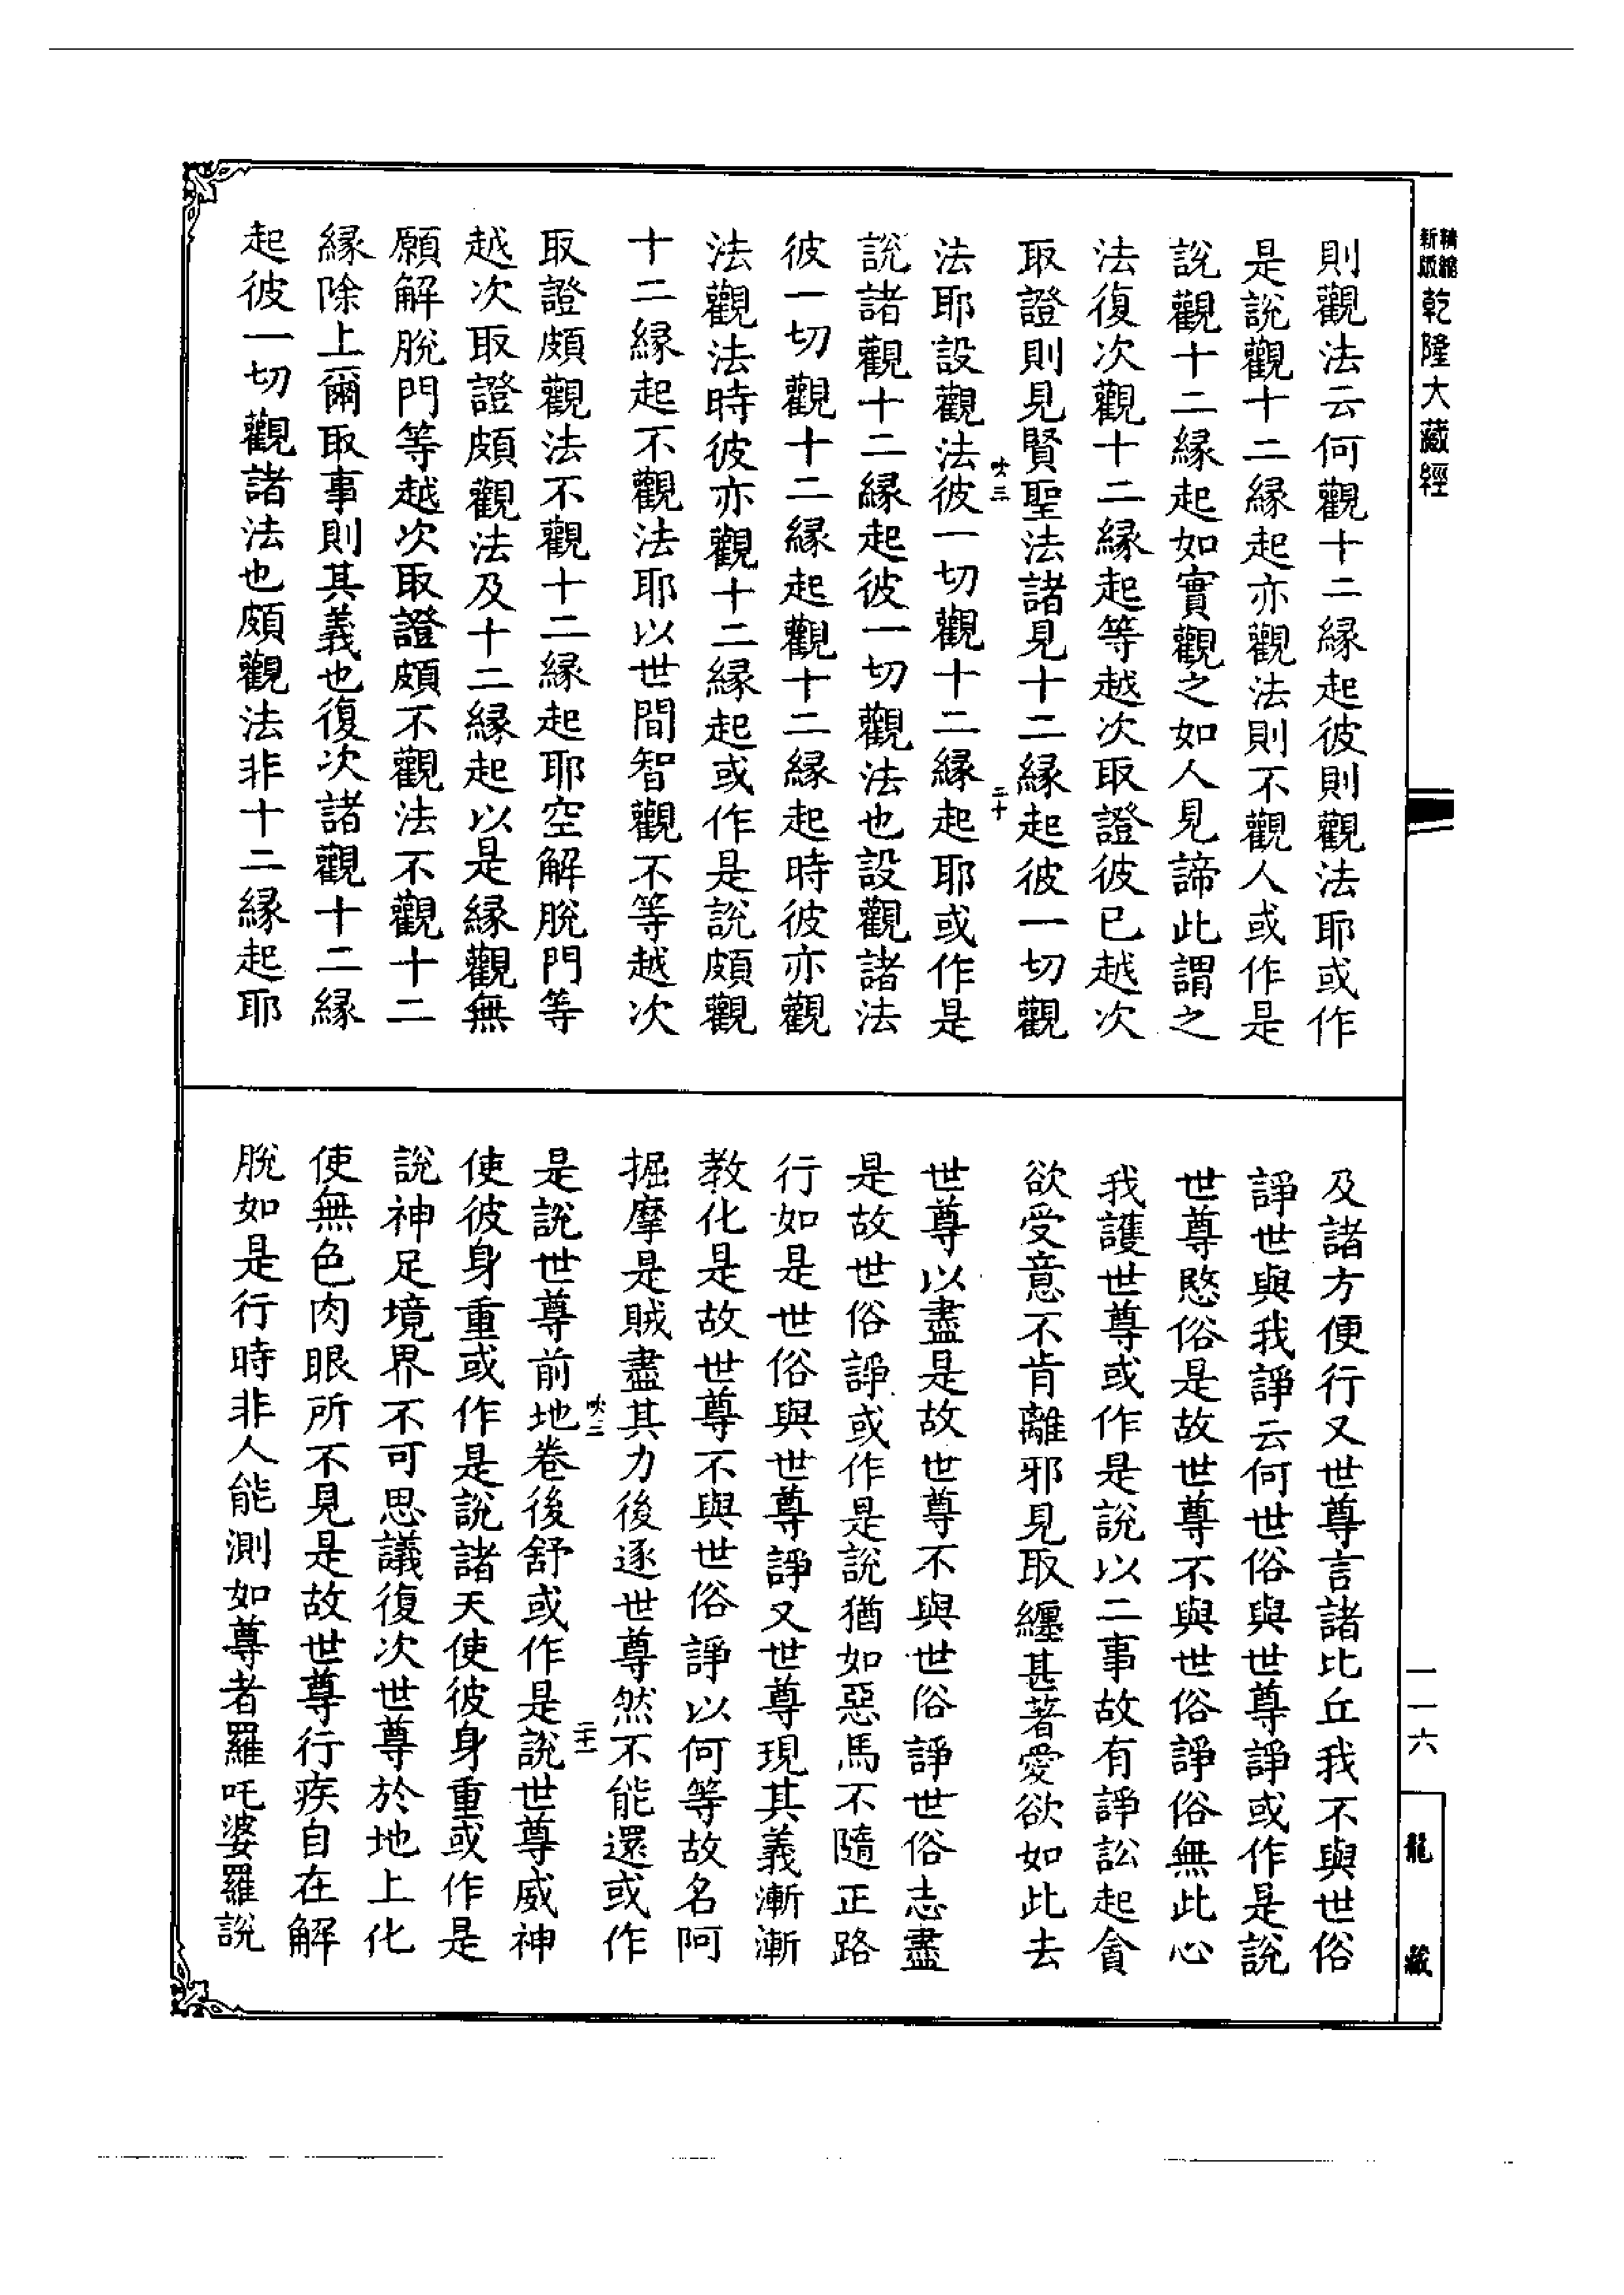 精縮新版乾隆大藏經
則觀法云何觀十二緣起彼則觀法耶或作
是說觀十二緣起亦觀法則不觀人或作是
說觀十二緣起如實觀之如人見諦此謂之
法復次觀十二緣起等越次取證彼已越次
取證則見賢聖法諸見十二緣起彼一切觀
吠三
二十
法耶設觀法彼一切觀十二緣起耶或作是
說諸觀十二緣起彼一切觀法也設觀諸法
彼一切觀十二緣起觀十二緣起時彼亦觀
法觀法時彼亦觀十二緣起或作是說頗觀
十二緣起不觀法耶以世間智觀不等越次
取證頗觀法不觀十二緣起耶空解脫門等
越次取證頗觀法及十二緣起以是緣觀無
願解脫門等越次取證頗不觀法不觀十二
緣除上爾取事則其義也復次諸觀十二緣
起彼一切觀諸法也頗觀法非十二緣起耶
及諸方便行又世尊言諸比丘我不與世俗
諍世與我諍云何世俗與世尊諍或作是說
世尊愍俗是故世尊不與世俗諍俗無此心
我護世尊或作是說以二事故有諍訟起貪
欲受意不肯離邪見取纏甚著愛欲如此去
世尊以盡是故世尊不與世俗諍世俗志盡
是故世俗諍或作是說猶如惡馬不隨正路
行如是世俗與世尊諍又世尊現其義漸漸
教化是故世尊不與世俗諍以何等故名阿
掘摩是賊盡其力後逐世尊然不能還或作
吠三
二十一
是說世尊前地卷後舒或作是說世尊威神
使彼身重或作是說諸天使彼身重或作是
說神足境界不可思議復次世尊於地上化
使無色肉眼所不見是故世尊行疾自在解
脫如是行時非人能測如尊者羅吒婆羅說
一一六
龍藏